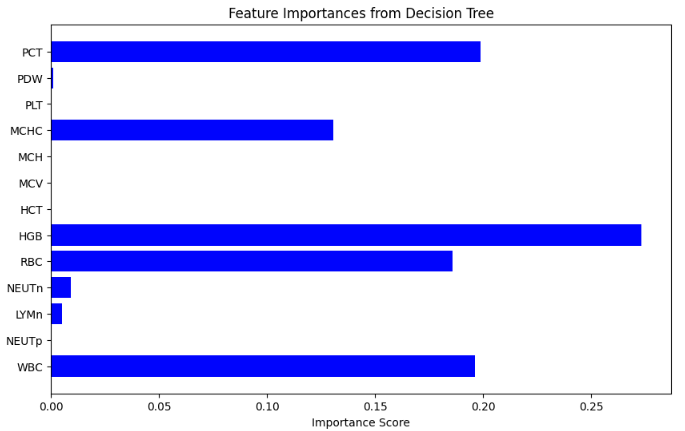 Feature Importances from Decision Tree
PCT
PDW
PLT
MCHC
MCH
MCV
HCT
HGB
RBC
NEUTn
LYMn
NEUTp
WBC
0.00 0.05 0.10 0.15 0.20 0.25
Importance Score